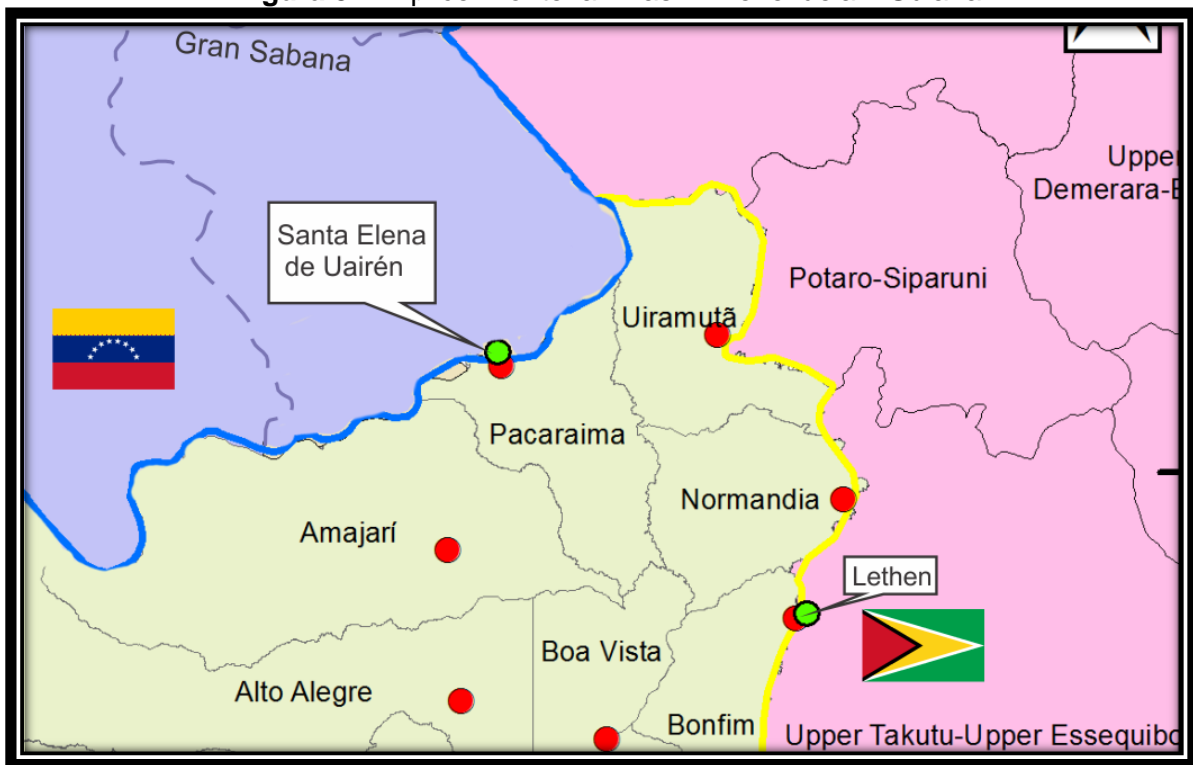 Gran Sabana
Upper
Demerara-E
Santa Elena
de Uairén
Potaro-Siparuni
Uiramutã
Pacaraima
Normandia
Amajarí
Lethen
Boa Vista
Alto Alegre
Bonfim
Upper Takutu-Upper Essequibo